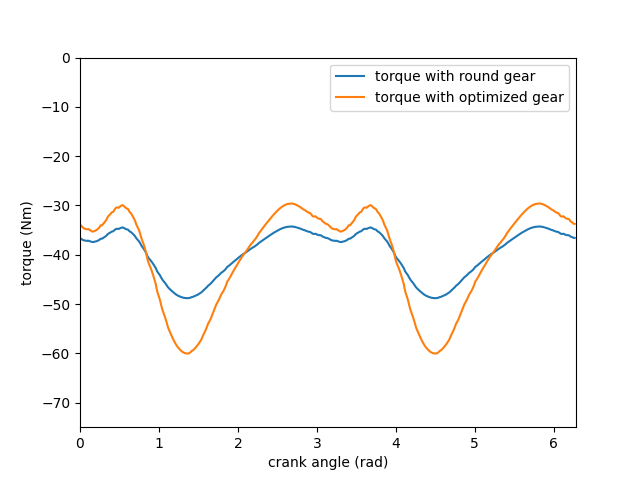 torque with round gear
torque with optimized gear
0
−10
−20
−30
−40
−50
−60
−70
torque (Nm)
0 1 2 3 4 5 6
crank angle (rad)